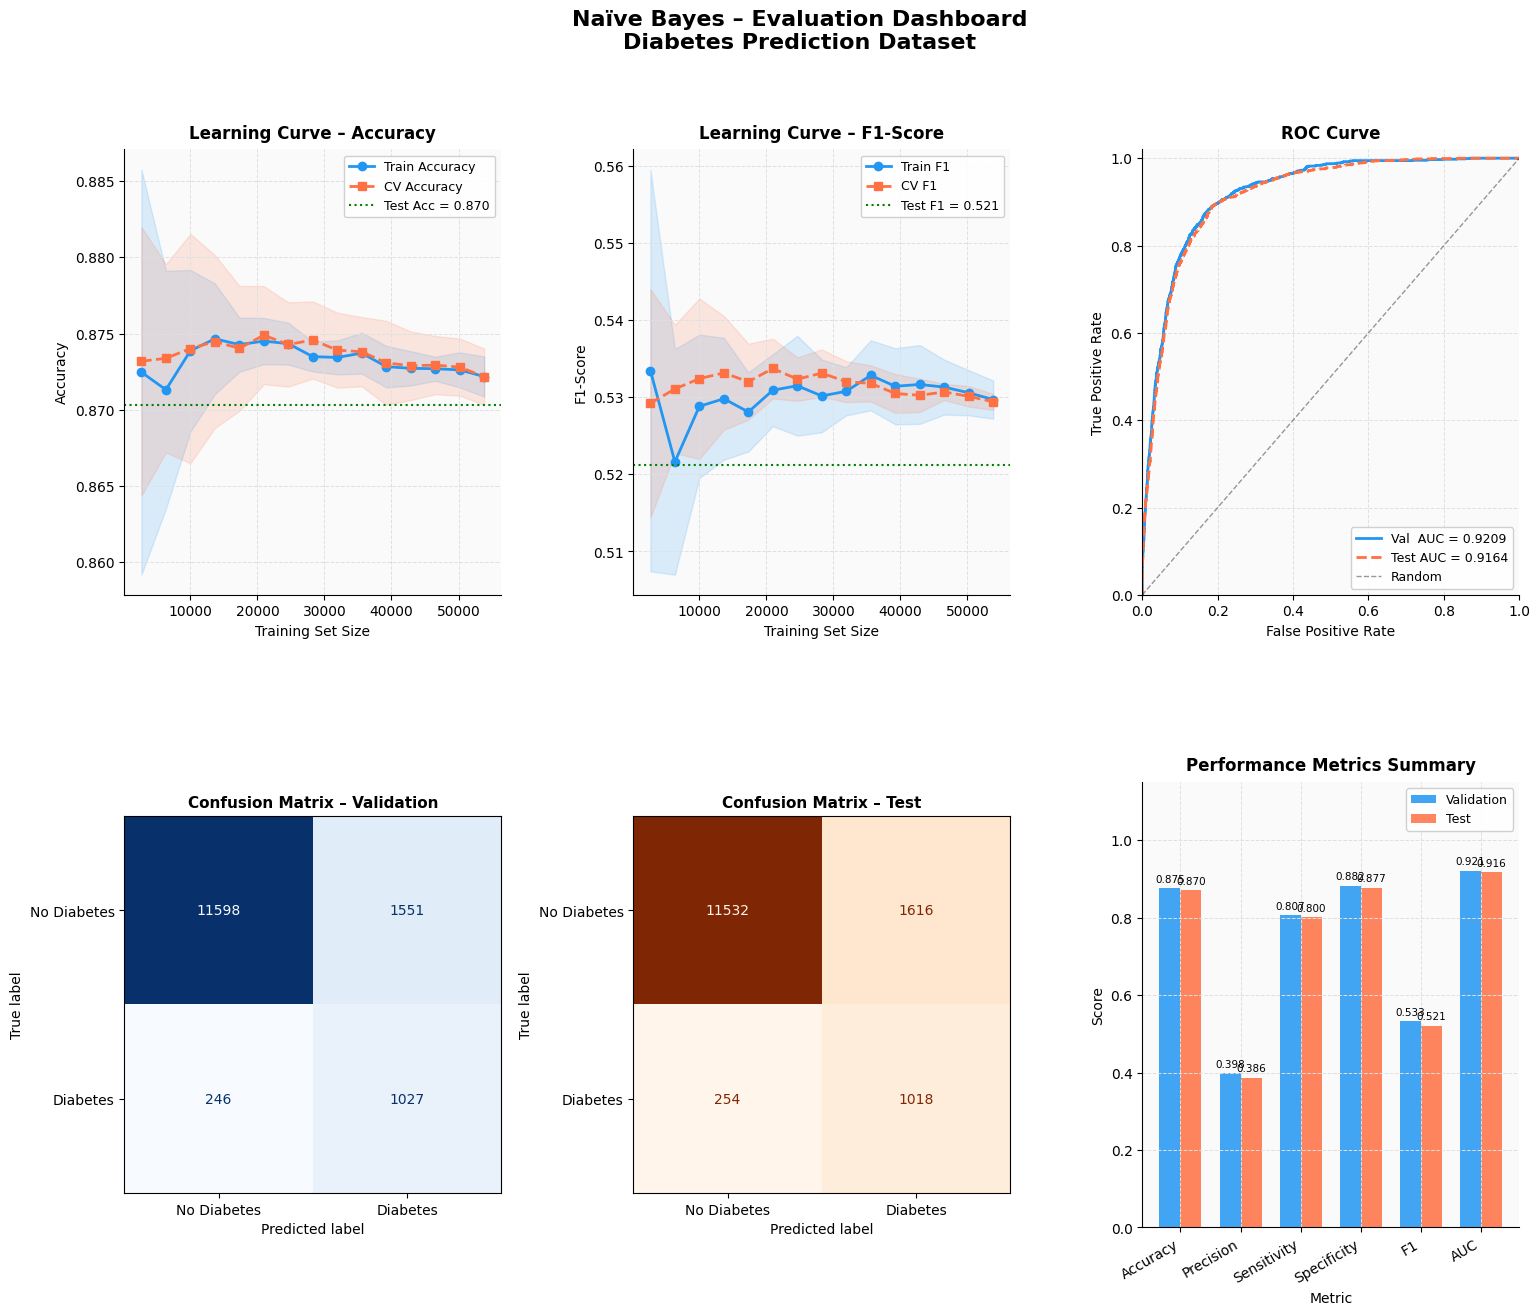 Naïve Bayes – Evaluation Dashboard
Diabetes Prediction Dataset
Learning Curve – Accuracy
Train Accuracy
CV Accuracy
Test Acc = 0.870
0.885
0.880
0.875
0.870
0.865
0.860
Accuracy
10000 20000 30000 40000 50000
Training Set Size
Learning Curve – F1-Score
Train F1
CV F1
Test F1 = 0.521
0.56
0.55
0.54
0.53
0.52
0.51
F1-Score
10000 20000 30000 40000 50000
Training Set Size
ROC Curve
1.0
0.8
0.6
0.4
0.2
0.0
True Positive Rate
Val AUC = 0.9209
Test AUC = 0.9164
Random
0.0 0.2 0.4 0.6 0.8 1.0
False Positive Rate
Confusion Matrix – Validation
True label
No Diabetes 11598 1551
Diabetes 246 1027
No Diabetes Diabetes
Predicted label
Confusion Matrix – Test
True label
No Diabetes 11532 1616
Diabetes 254 1018
No Diabetes Diabetes
Predicted label
Performance Metrics Summary
Validation
Test
1.0
0.8
0.6
0.4
0.2
0.0
Score
0.875 0.870
0.398 0.386
0.807 0.800
0.882 0.877
0.533 0.521
0.921 0.916
Accuracy Precision Sensitivity Specificity F1 AUC
Metric